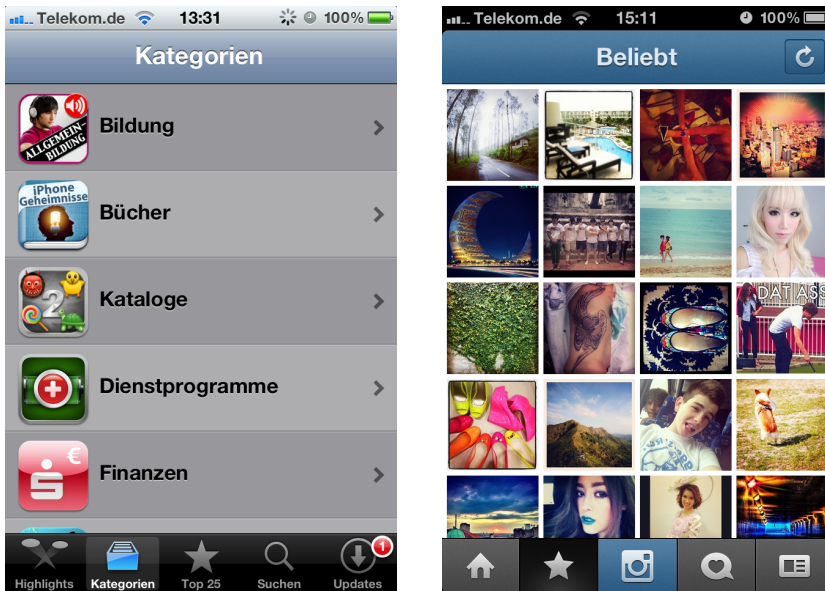 Telekom.de 13:31 100%
Kategorien
ALLGEMEIN-
BILDUNG
Bildung
iPhone
Geheimnisse
Bücher
2
Kataloge
Dienstprogramme
€
Finanzen
1
Highlights
Kategorien
Top 25
Suchen
Updates
Telekom.de 15:11 100%
Beliebt
DAT ASS